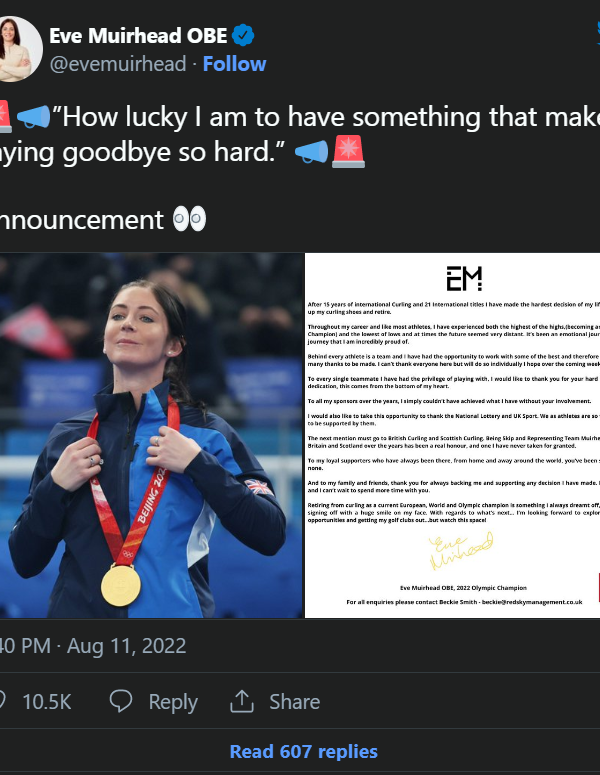 Eve Muirhead OBE
@evemuirhead · Follow
"How lucky I am to have something that make
ying goodbye so hard."
nnouncement
BEIJING 202
EM
After 15 years of international Curling and 21 International titles I have made the hardest decision of my lif
up my curling shoes and retire.
Throughout my career and like most athletes, I have experienced both the highest of the highs,(becoming a
Champion) and the lowest of lows and at times the future seemed very distant. It's been an emotional jour
journey that I am incredibly proud of.
Behind every athlete is a team and I have had the opportunity to work with some of the best and therefore
many thanks to be made. I can't thank everyone here but will do so individually I hope over the coming week
To every single teammate I have had the privilege of playing with, I would like to thank you for your hard
dedication, this comes from the bottom of my heart.
To all my sponsors over the years, I simply couldn't have achieved what I have without your involvement.
I would also like to take this opportunity to thank the National Lottery and UK Sport. We as athletes are so
to be supported by them.
The next mention must go to British Curling and Scottish Curling. Being Skip and Representing Team Muirhe
Britain and Scotland over the years has been a real honour, and one I have never taken for granted.
To my loyal supporters who have always been there, from home and away around the world, you've been s
none.
And to my family and friends, thank you for always backing me and supporting any decision I have made. I
and I can't wait to spend more time with you.
Retiring from curling as a current European, World and Olympic champion is something I always dreamt off,
signing off with a huge smile on my face. With regards to what's next... I'm looking forward to explor
opportunities and getting my golf clubs out...but watch this space!
Eve
Muirhead
Eve Muirhead OBE, 2022 Olympic Champion
For all enquiries please contact Beckie Smith - beckie@redskymanagement.co.uk
40 PM · Aug 11, 2022
10.5K Reply Share
Read 607 replies